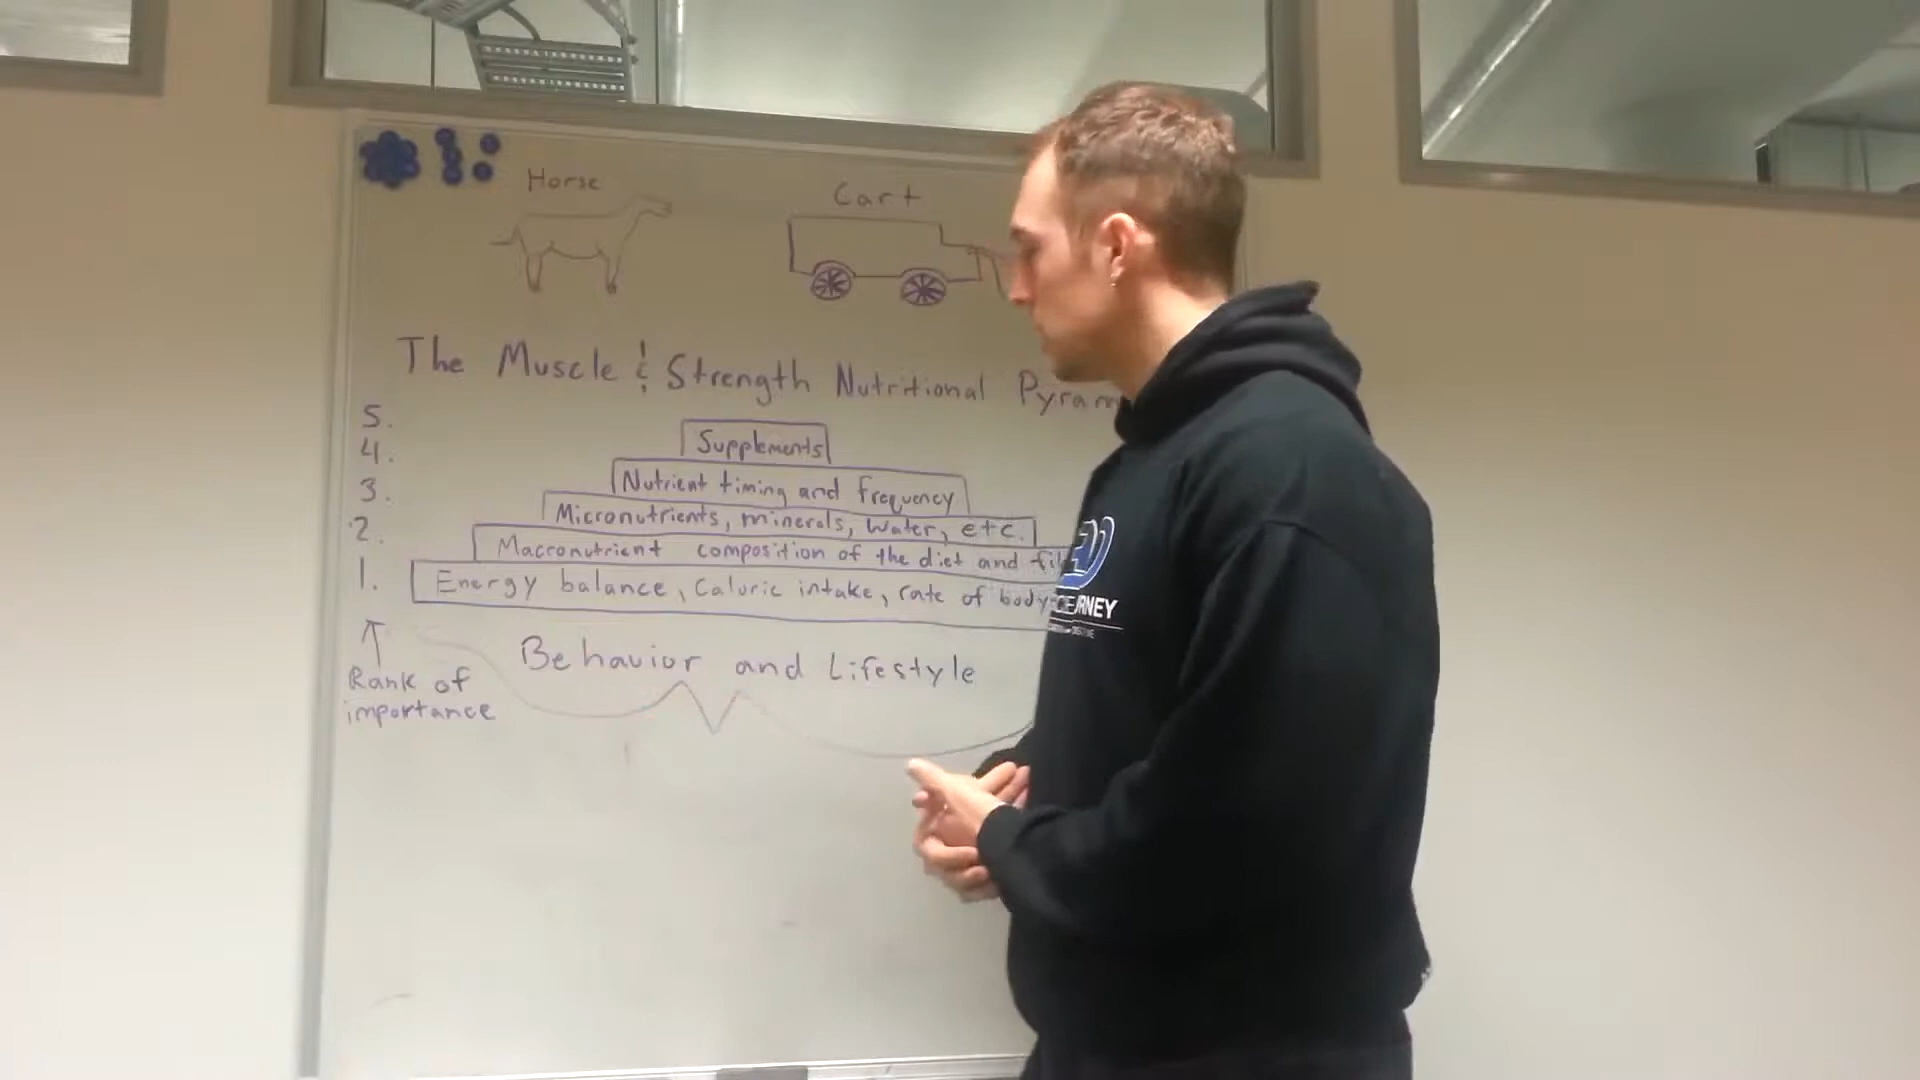 Horse
Cart
The Muscle & Strength Nutritional
5.
Supplements
4.
Nutrient timing and frequency
3.
Micronutrients, minerals, water, etc.
2.
Macronutrient composition of the diet and
1.
Energy balance, Caloric intake, rate of body
Behavior and Lifestyle
Rank of
importance